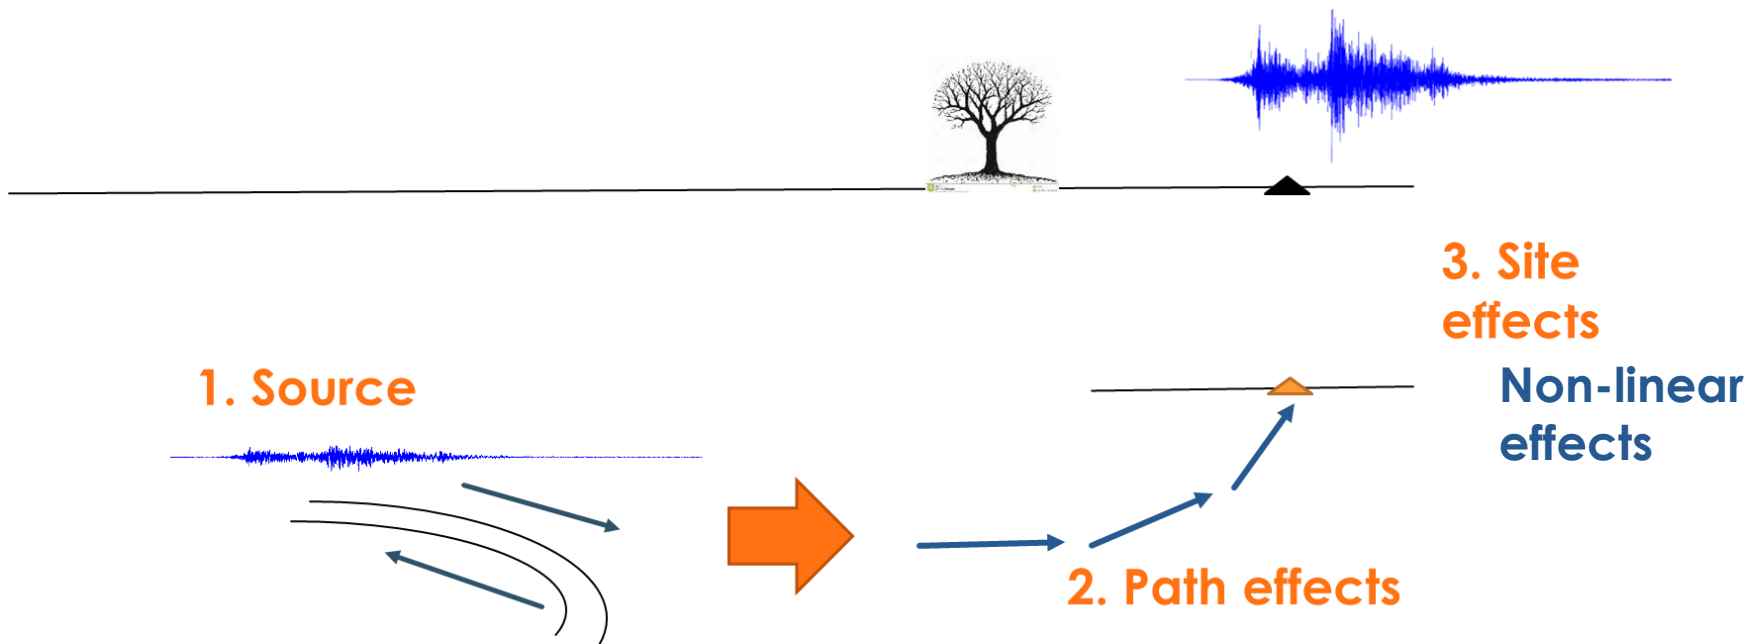 3. Site
effects
1. Source
Non-linear
effects
2. Path effects